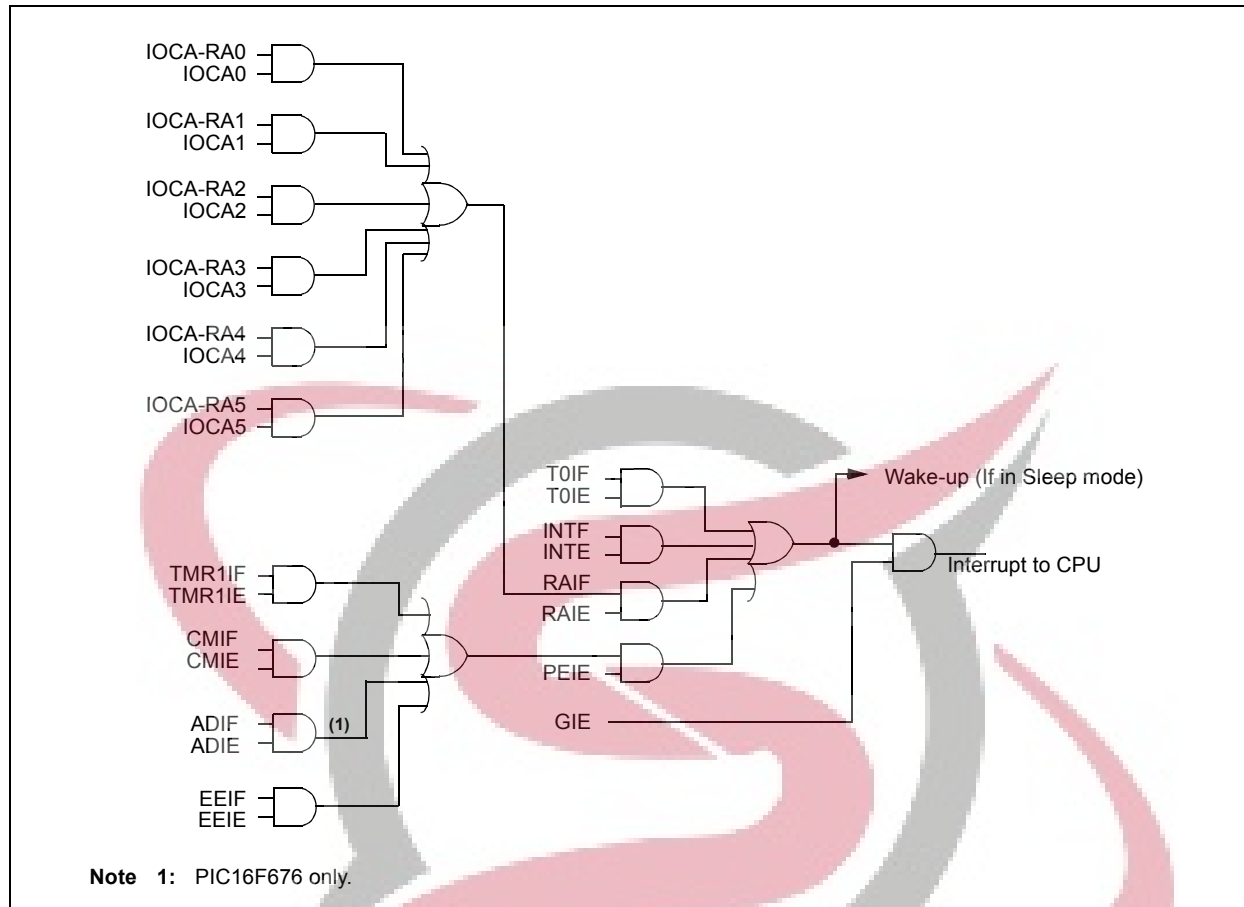 IOCA-RA0
IOCA0
IOCA-RA1
IOCA1
IOCA-RA2
IOCA2
IOCA-RA3
IOCA3
IOCA-RA4
IOCA4
IOCA-RA5
IOCA5
T0IF
T0IE
Wake-up (If in Sleep mode)
INTF
INTE
Interrupt to CPU
TMR1IF
TMR1IE
RAIF
RAIE
CMIF
CMIE
PEIE
ADIF
ADIE
(1)
GIE
EEIF
EEIE
Note 1: PIC16F676 only.